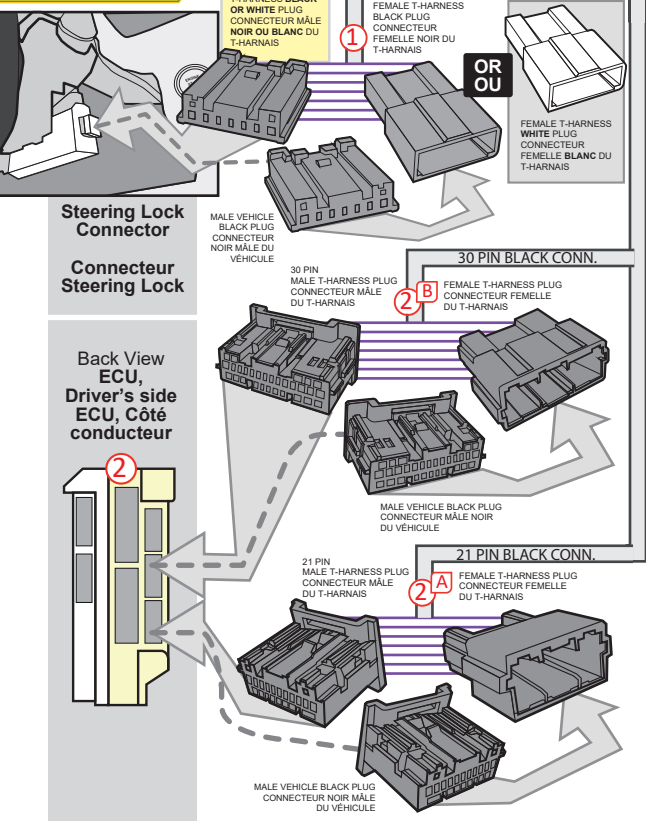 OR WHITE PLUG
CONNECTEUR MÂLE
NOIR OU BLANC DU
T-HARNAIS
FEMALE T-HARNESS
BLACK PLUG
CONNECTEUR
FEMELLE NOIR DU
T-HARNAIS
1
OR
OU
FEMALE T-HARNESS
WHITE PLUG
CONNECTEUR
FEMELLE BLANC DU
T-HARNAIS
Steering Lock
Connector
Connecteur
Steering Lock
MALE VEHICLE
BLACK PLUG
CONNECTEUR
NOIR MÂLE DU
VÉHICULE
30 PIN BLACK CONN.
30 PIN
MALE T-HARNESS PLUG
CONNECTEUR MÂLE
DU T-HARNAIS
2 B
FEMALE T-HARNESS PLUG
CONNECTEUR FEMELLE
DU T-HARNAIS
Back View
ECU,
Driver's side
ECU, Côté
conducteur
2
MALE VEHICLE BLACK PLUG
CONNECTEUR MÂLE NOIR
DU VÉHICULE
21 PIN BLACK CONN.
21 PIN
MALE T-HARNESS PLUG
CONNECTEUR MÂLE
DU T-HARNAIS
2 A
FEMALE T-HARNESS PLUG
CONNECTEUR FEMELLE
DU T-HARNAIS
MALE VEHICLE BLACK PLUG
CONNECTEUR NOIR MÂLE
DU VÉHICULE